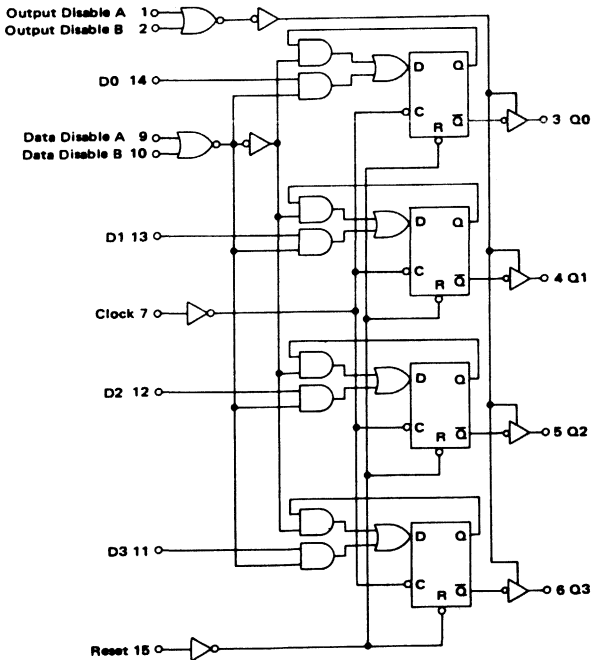 Output Disable A 1
Output Disable B 2
D0 14
D Q
C
R Q̅
3 Q0
Data Disable A 9
Data Disable B 10
D1 13
D Q
C
R Q̅
4 Q1
Clock 7
D2 12
D Q
C
R Q̅
5 Q2
D3 11
D Q
C
R Q̅
6 Q3
Reset 15